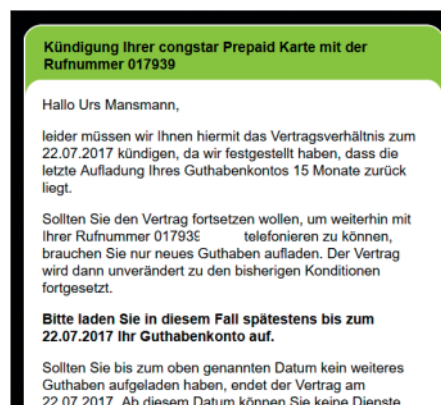 Kündigung Ihrer congstar Prepaid Karte mit der
Rufnummer 017939
Hallo Urs Mansmann,
leider müssen wir Ihnen hiermit das Vertragsverhältnis zum
22.07.2017 kündigen, da wir festgestellt haben, dass die
letzte Aufladung Ihres Guthabenkontos 15 Monate zurück
liegt.
Sollten Sie den Vertrag fortsetzen wollen, um weiterhin mit
Ihrer Rufnummer 017939 telefonieren zu können,
brauchen Sie nur neues Guthaben aufladen. Der Vertrag
wird dann unverändert zu den bisherigen Konditionen
fortgesetzt.
Bitte laden Sie in diesem Fall spätestens bis zum
22.07.2017 Ihr Guthabenkonto auf.
Sollten Sie bis zum oben genannten Datum kein weiteres
Guthaben aufgeladen haben, endet der Vertrag am
22.07.2017. Ab diesem Datum können Sie keine Dienste